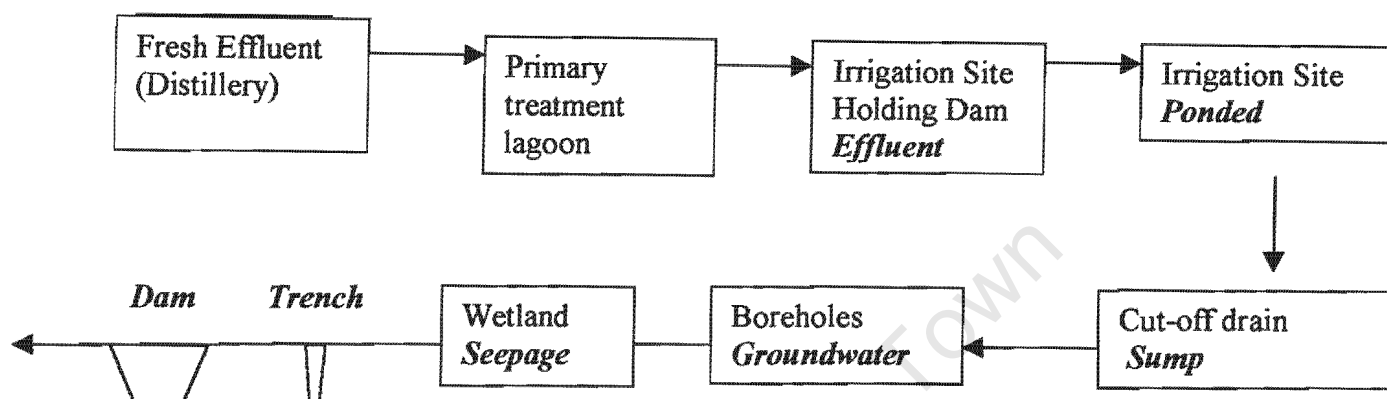 Fresh Effluent
(Distillery)
Primary
treatment
lagoon
Irrigation Site
Holding Dam
Effluent
Irrigation Site
Ponded
Dam
Trench
Wetland
Seepage
Boreholes
Groundwater
Cut-off drain
Sump
Town